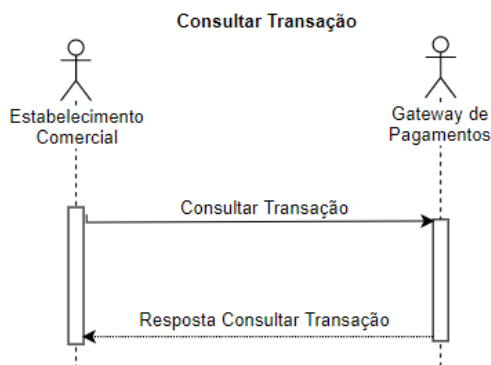 Consultar Transação
Estabelecimento
Comercial
Gateway de
Pagamentos
Consultar Transação
Resposta Consultar Transação